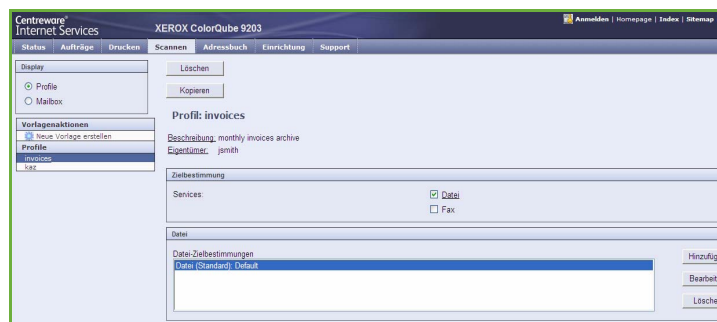 Centreware®
Internet Services
XEROX ColorQube 9203
Anmelden | Homepage | Index | Sitemap
Status Aufträge Drucken Scannen Adressbuch Einrichtung Support
Display
Profile
Mailbox
Vorlagenaktionen
Neue Vorlage erstellen
Profile
invoices
kaz
Löschen
Kopieren
Profil: invoices
Beschreibung: monthly invoices archive
Eigentümer: jsmith
Zielbestimmung
Services:
Datei
Fax
Datei
Datei-Zielbestimmungen
Datei (Standard): Default
Hinzufüg
Bearbeit
Lösche